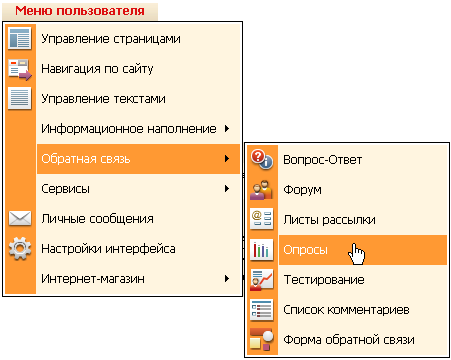 Меню пользователя
Управление страницами
Навигация по сайту
Управление текстами
Информационное наполнение
Обратная связь
Сервисы
Личные сообщения
Настройки интерфейса
Интернет-магазин
Вопрос-Ответ
Форум
Листы рассылки
Опросы
Тестирование
Список комментариев
Форма обратной связи